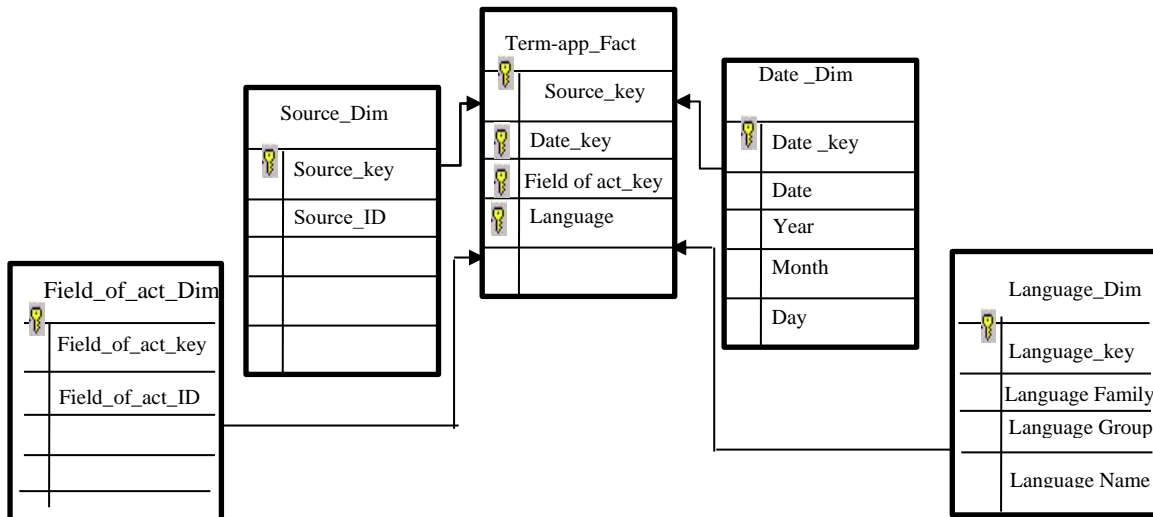 Term-app_Fact
Source_key
Date_key
Field of act_key
Language
Source_Dim
Source_key
Source_ID
Date _Dim
Date _key
Date
Year
Month
Day
Field_of_act_Dim
Field_of_act_key
Field_of_act_ID
Language_Dim
Language_key
Language Family
Language Group
Language Name